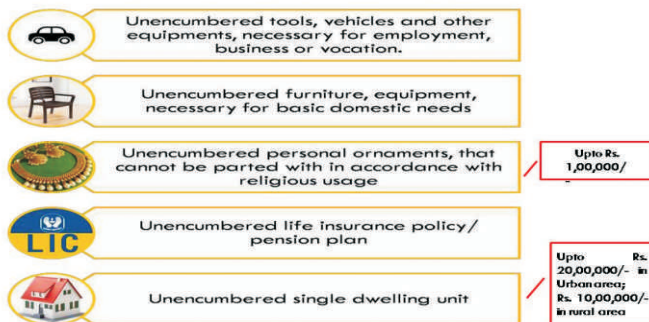 Unencumbered tools, vehicles and other
equipments, necessary for employment,
business or vocation.
Unencumbered furniture, equipment,
necessary for basic domestic needs
Unencumbered personal ornaments, that
cannot be parted with in accordance with
religious usage
Upto Rs.
1,00,000/
-
LIC
Unencumbered life insurance policy/
pension plan
Unencumbered single dwelling unit
Upto Rs.
20,00,000/- in
Urban area;
Rs. 10,00,000/-
in rural area